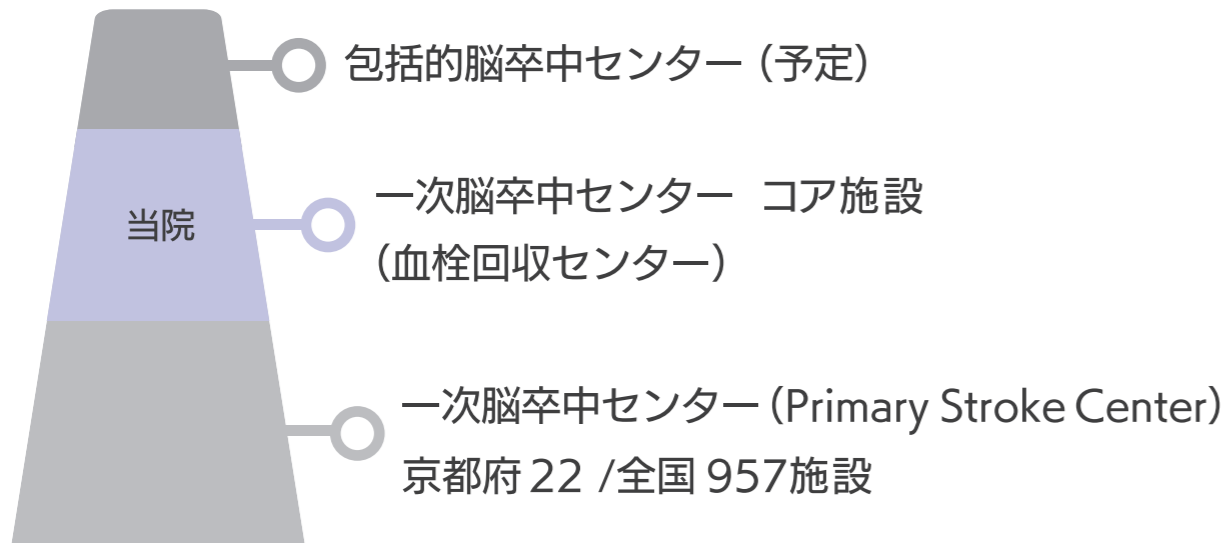 包括的脳卒中センター（予定）
当院
一次脳卒中センター コア施設
（血栓回収センター）
一次脳卒中センター（Primary Stroke Center）
京都府 22 /全国 957施設